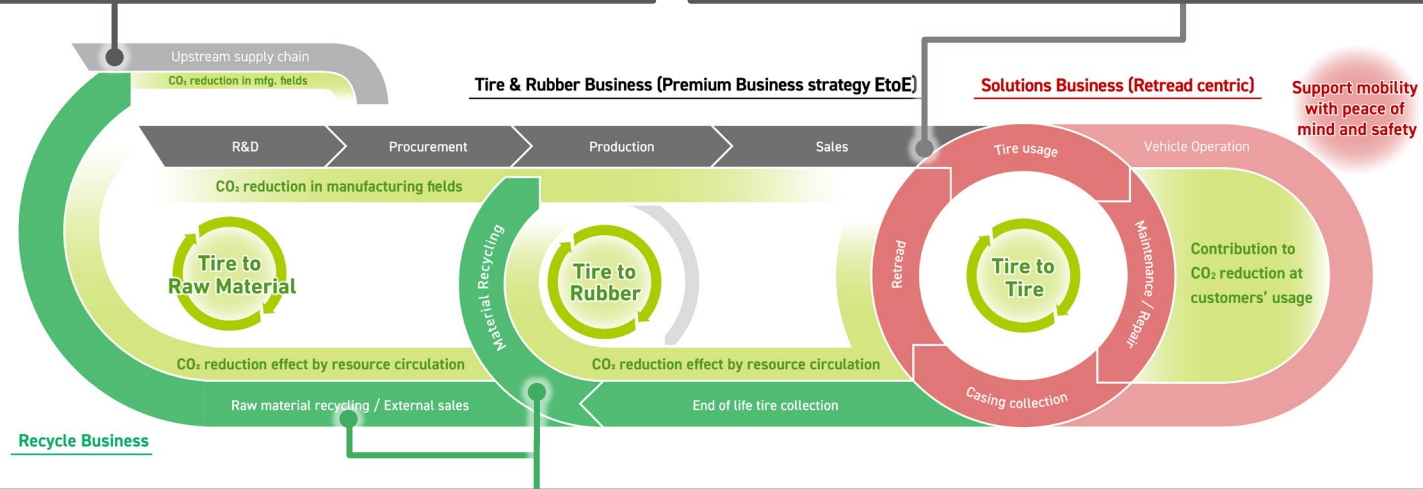 Upstream supply chain
CO₂ reduction in mfg. fields
Tire & Rubber Business (Premium Business strategy EtoE)
Solutions Business (Retread centric)
Support mobility
with peace of
mind and safety
R&D
Procurement
Production
Sales
Tire usage
Vehicle Operation
CO₂ reduction in manufacturing fields
Material Recycling
Retread
Maintenance / Repair
Tire to
Raw Material
Tire to
Rubber
Tire to
Tire
Contribution to
CO₂ reduction at
customers' usage
CO₂ reduction effect by resource circulation
CO₂ reduction effect by resource circulation
Casing collection
Raw material recycling / External sales
End of life tire collection
Recycle Business